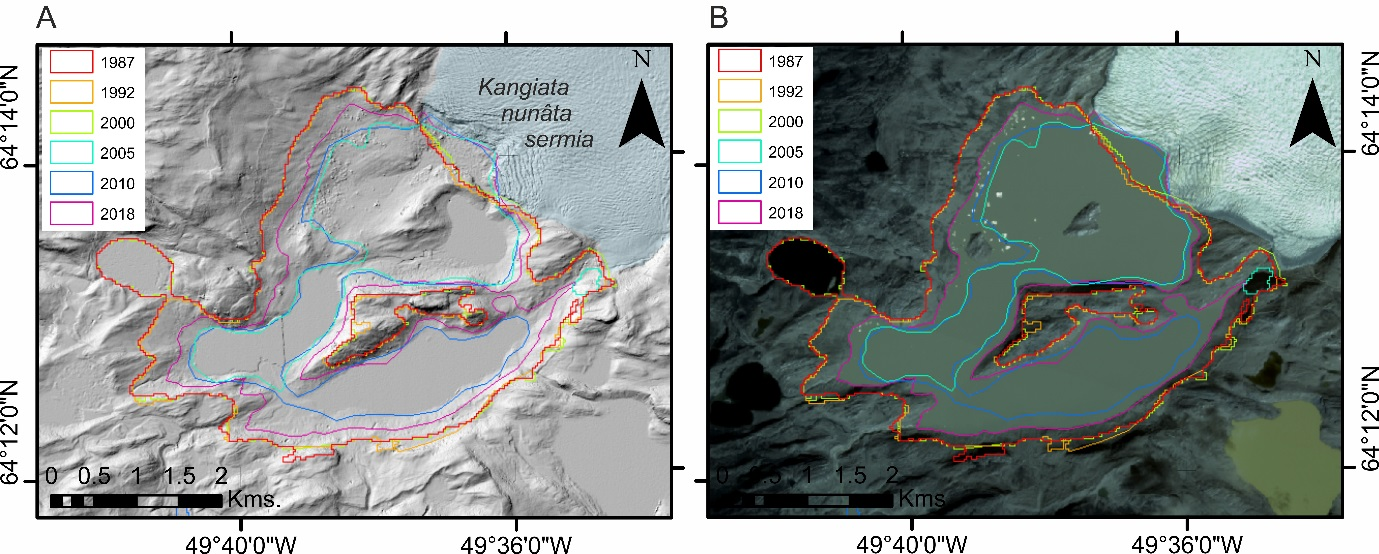 A
1987
1992
2000
2005
2010
2018
Kangiata
nunâta
sermia
N
64°14'0"N
64°12'0"N
0 0.5 1 1.5 2
Kms.
49°40'0"W 49°36'0"W
B
1987
1992
2000
2005
2010
2018
N
64°14'0"N
64°12'0"N
0 0.5 1 1.5 2
Kms.
49°40'0"W 49°36'0"W